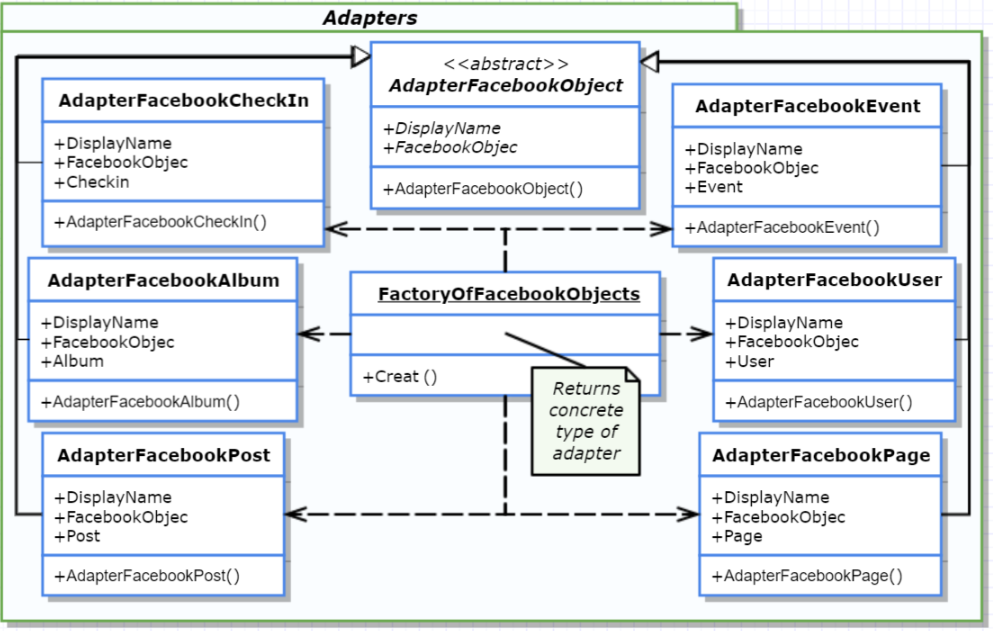 Adapters
<<abstract>>
AdapterFacebookObject
+DisplayName
+FacebookObjec
+AdapterFacebookObject()
AdapterFacebookCheckIn
+DisplayName
+FacebookObjec
+Checkin
+AdapterFacebookCheckIn()
AdapterFacebookEvent
+DisplayName
+FacebookObjec
+Event
+AdapterFacebookEvent()
AdapterFacebookAlbum
+DisplayName
+FacebookObjec
+Album
+AdapterFacebookAlbum()
FactoryOfFacebookObjects
+Creat ()
Returns
concrete
type of
adapter
AdapterFacebookUser
+DisplayName
+FacebookObjec
+User
+AdapterFacebookUser()
AdapterFacebookPost
+DisplayName
+FacebookObjec
+Post
+AdapterFacebookPost()
AdapterFacebookPage
+DisplayName
+FacebookObjec
+Page
+AdapterFacebookPage()